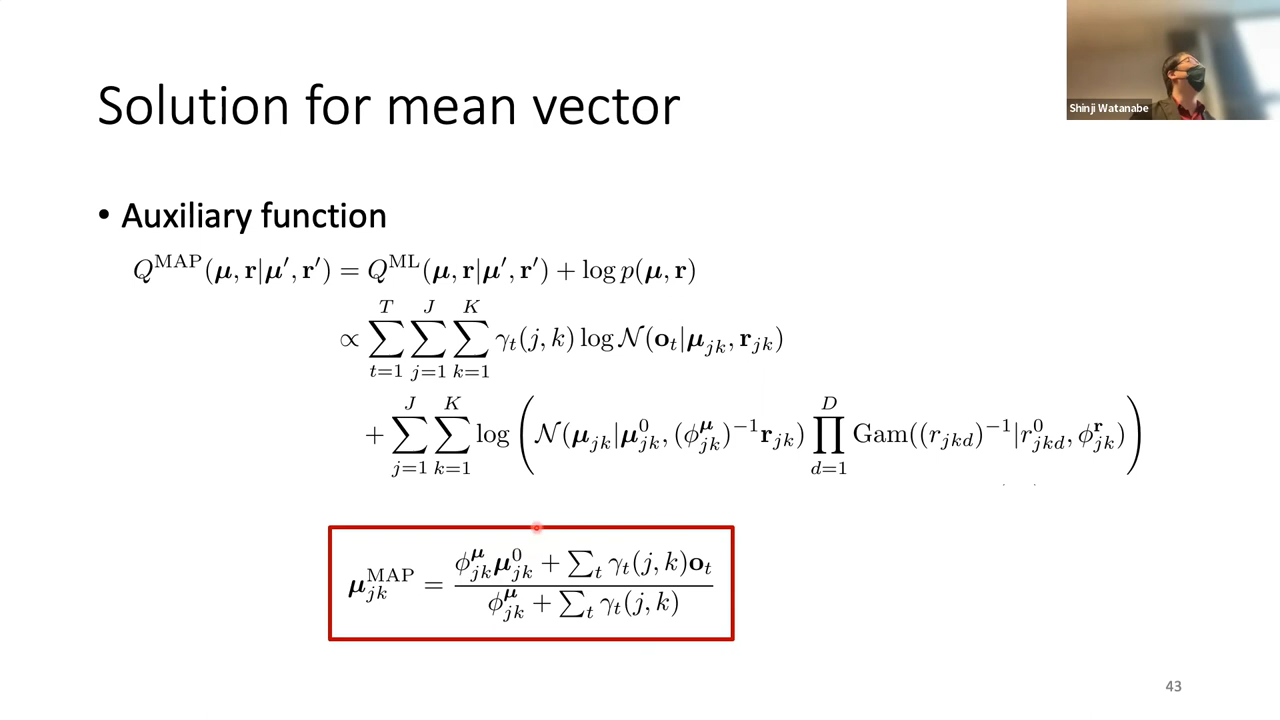 Solution for mean vector
Shinji Watanabe
• Auxiliary function
Q^{MAP}(μ, r|μ′, r′) = Q^{ML}(μ, r|μ′, r′) + log p(μ, r)
∝ ∑_{t=1}^{T} ∑_{j=1}^{J} ∑_{k=1}^{K} γ_t(j, k) log 𝒩(o_t|μ_{jk}, r_{jk})
+ ∑_{j=1}^{J} ∑_{k=1}^{K} log ( 𝒩(μ_{jk}|μ^0_{jk}, (φ^μ_{jk})^{−1} r_{jk}) ∏_{d=1}^{D} Gam((r_{jkd})^{−1}|r^0_{jkd}, φ^r_{jk}) )
μ^{MAP}_{jk} = \frac{φ^μ_{jk} μ^0_{jk} + ∑_t γ_t(j, k) o_t}{φ^μ_{jk} + ∑_t γ_t(j, k)}
43